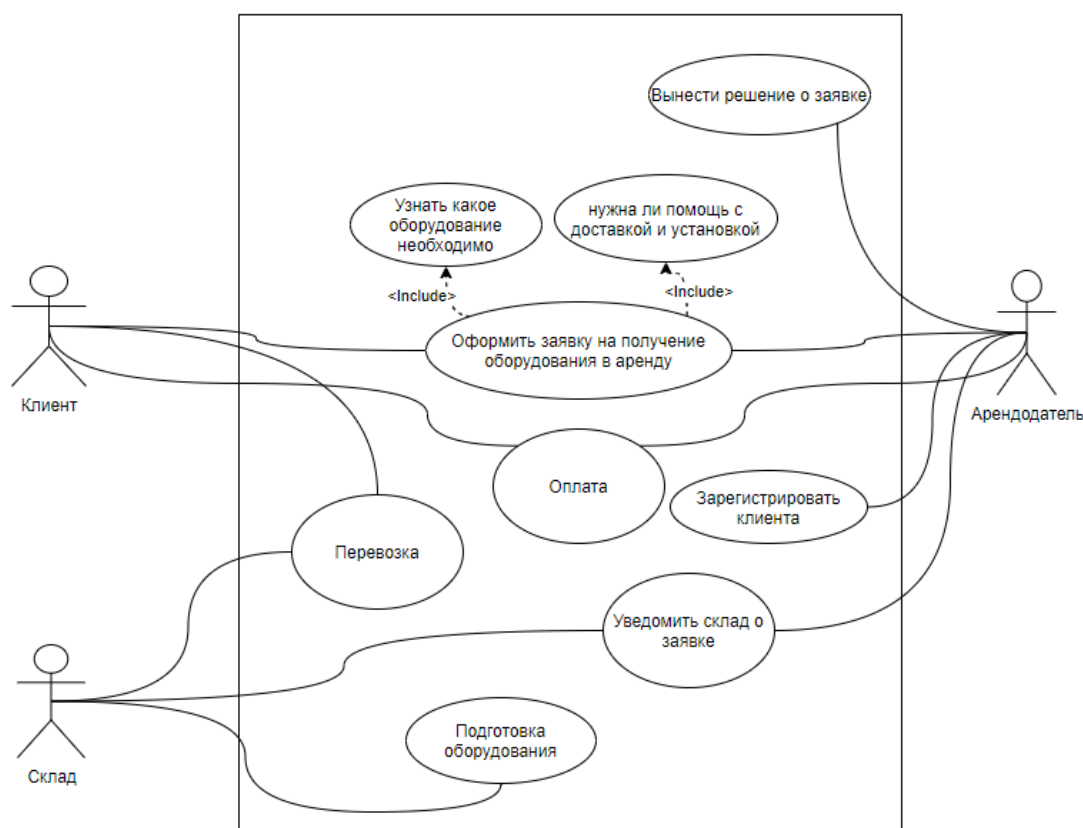 Вынести решение о заявке
Узнать какое
оборудование
необходимо
нужна ли помощь с
доставкой и установкой
<Include>
<Include>
Оформить заявку на получение
оборудования в аренду
Клиент
Арендодатель
Оплата
Зарегистрировать
клиента
Перевозка
Уведомить склад о
заявке
Подготовка
оборудования
Склад